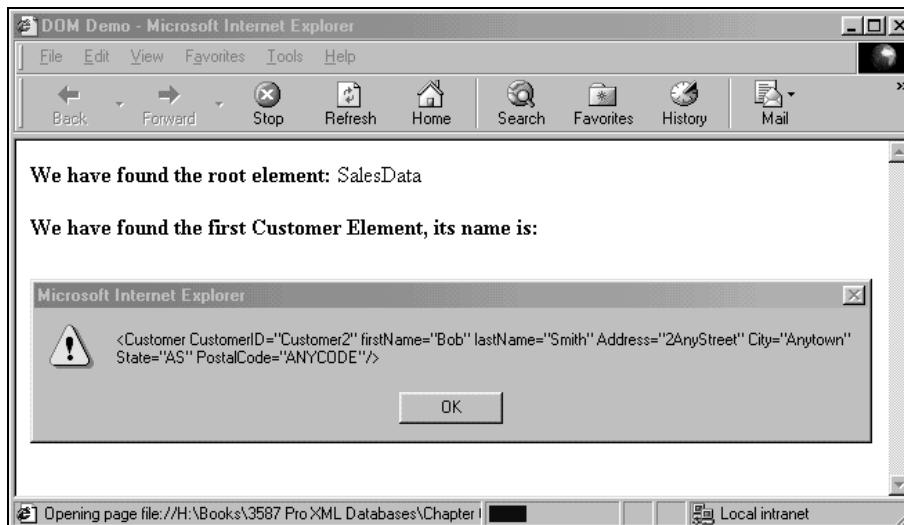 DOM Demo - Microsoft Internet Explorer
File Edit View Favorites Tools Help
Back Forward Stop Refresh Home Search Favorites History Mail »
We have found the root element: SalesData
We have found the first Customer Element, its name is:
Microsoft Internet Explorer
<Customer CustomerID="Customer2" firstName="Bob" lastName="Smith" Address="2AnyStreet" City="Anytown"
State="AS" PostalCode="ANYCODE"/>
OK
Opening page file://H:\Books\3587 Pro XML Databases\Chapter Local intranet